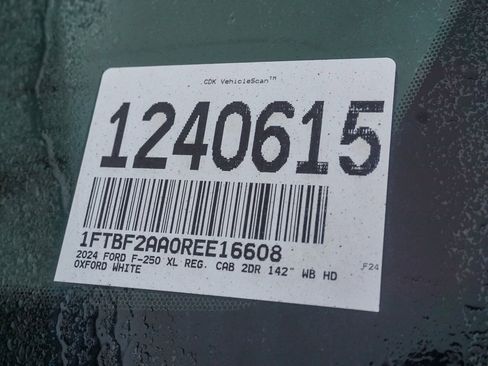 CDK VehicleScan™
1240615
1FTBF2AA0REE16608
2024 FORD F-250 XL REG. CAB 2DR 142" WB HD
F24
OXFORD WHITE